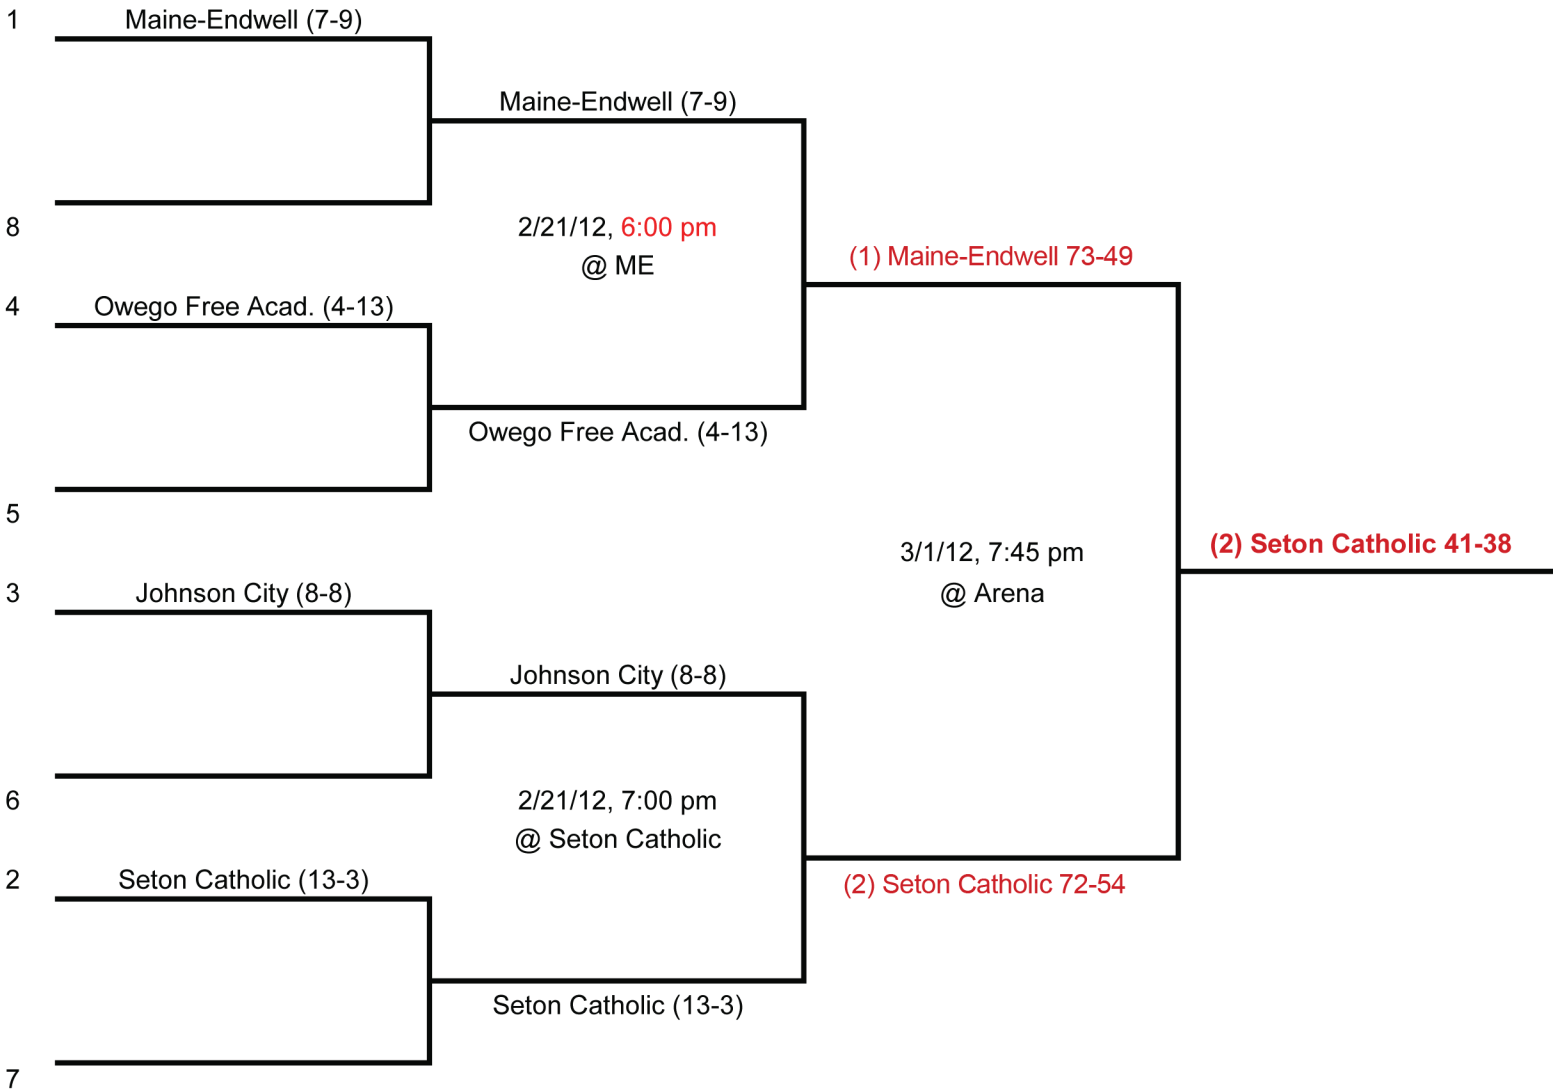 1
Maine-Endwell (7-9)
Maine-Endwell (7-9)
8
2/21/12, 6:00 pm
@ ME
(1) Maine-Endwell 73-49
4
Owego Free Acad. (4-13)
Owego Free Acad. (4-13)
5
3/1/12, 7:45 pm
@ Arena
(2) Seton Catholic 41-38
3
Johnson City (8-8)
Johnson City (8-8)
6
2/21/12, 7:00 pm
@ Seton Catholic
2
Seton Catholic (13-3)
(2) Seton Catholic 72-54
Seton Catholic (13-3)
7